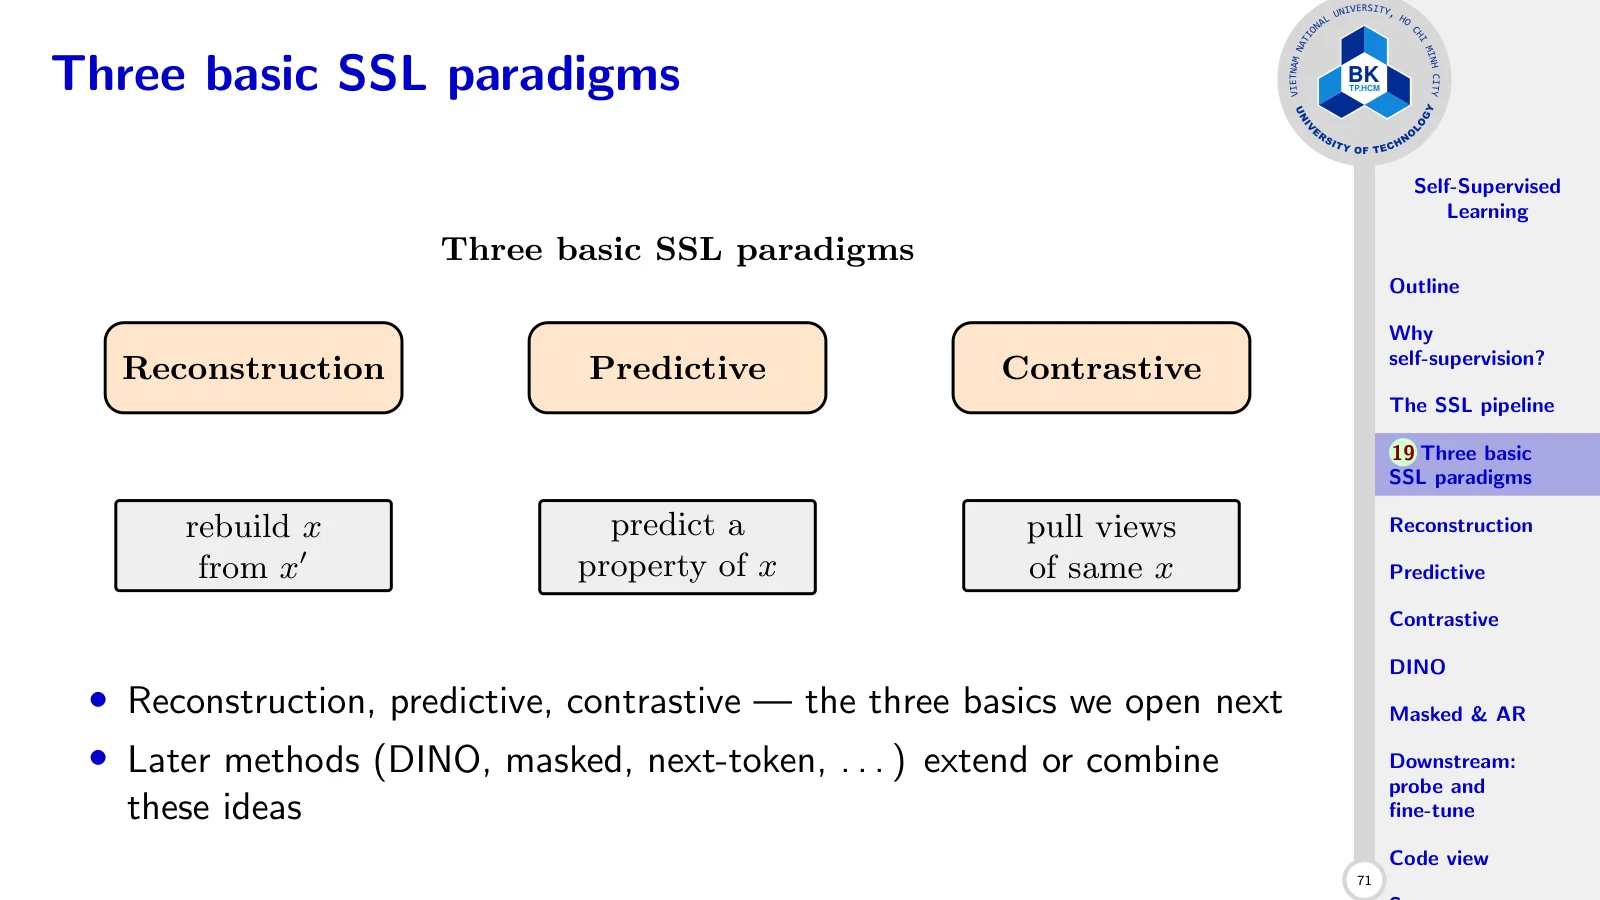 Three basic SSL paradigms
Three basic SSL paradigms
Reconstruction
Predictive
Contrastive
rebuild x
from x′
predict a
property of x
pull views
of same x
• Reconstruction, predictive, contrastive — the three basics we open next
• Later methods (DINO, masked, next-token, . . . ) extend or combine
these ideas
VIETNAM NATIONAL UNIVERSITY, HO CHI MINH CITY
BK
TP.HCM
UNIVERSITY OF TECHNOLOGY
Self-Supervised
Learning
Outline
Why
self-supervision?
The SSL pipeline
19 Three basic
SSL paradigms
Reconstruction
Predictive
Contrastive
DINO
Masked & AR
Downstream:
probe and
fine-tune
Code view
71